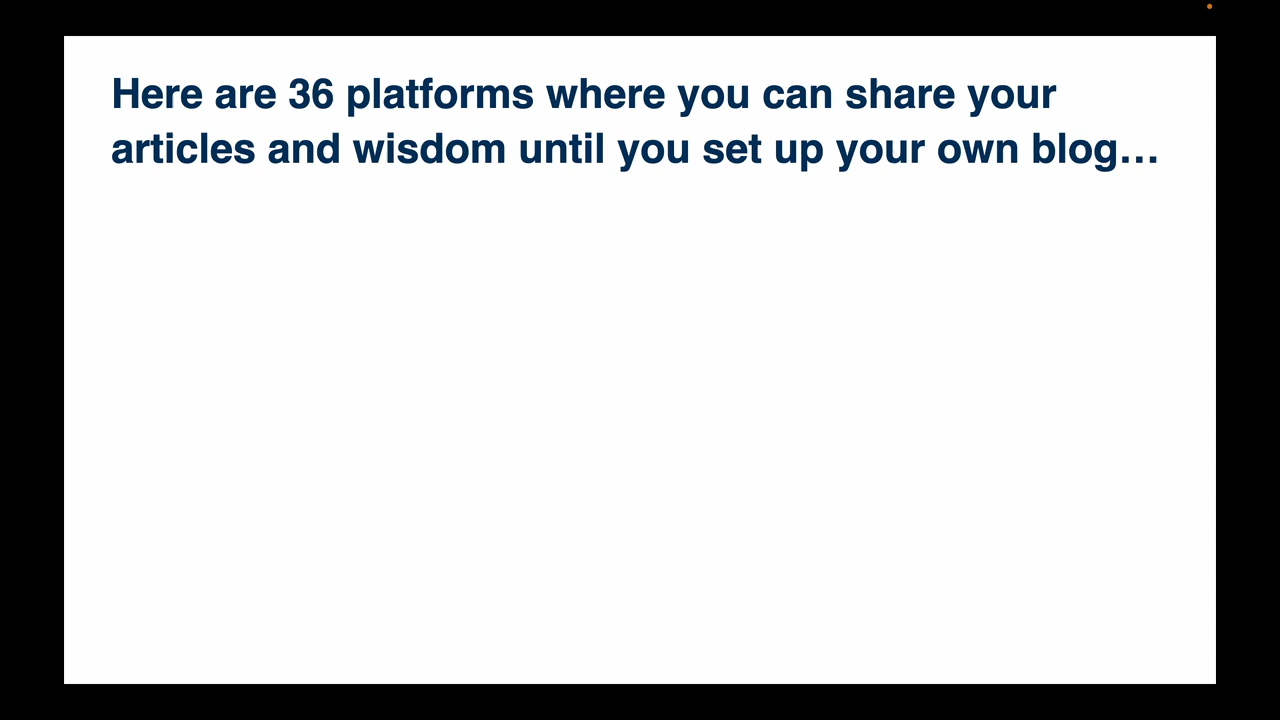 Here are 36 platforms where you can share your
articles and wisdom until you set up your own blog…